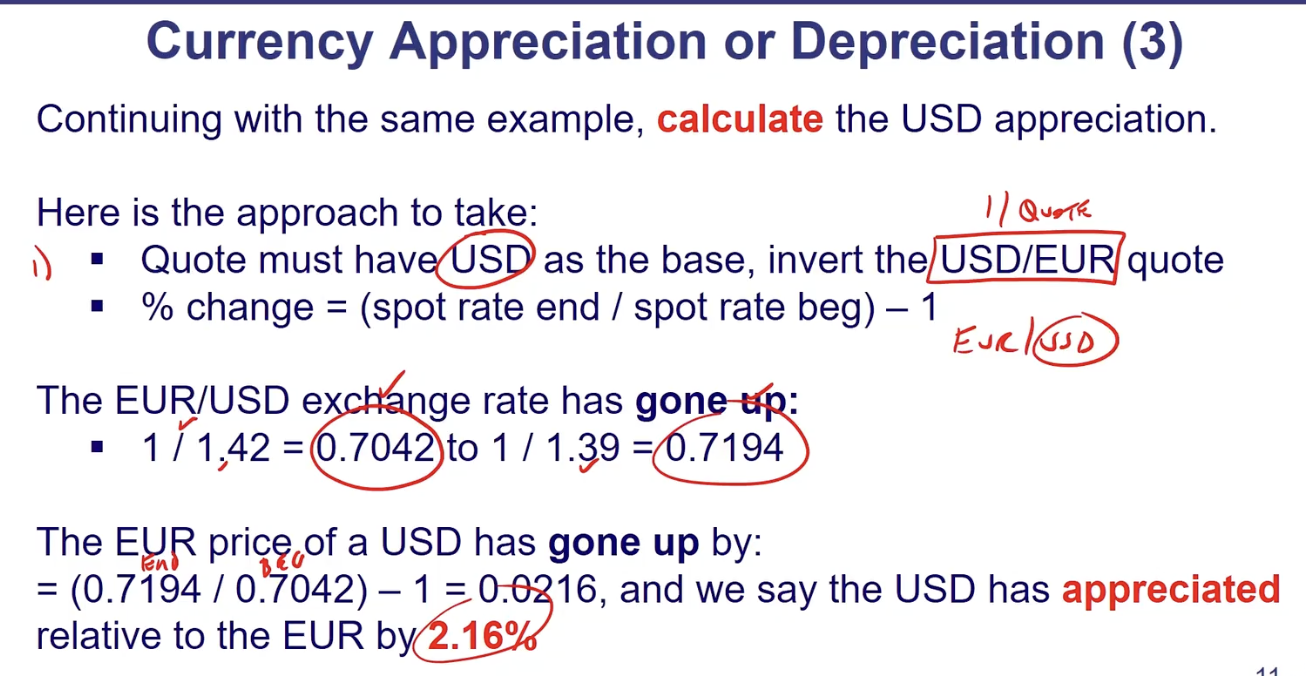 Currency Appreciation or Depreciation (3)
Continuing with the same example, calculate the USD appreciation.
Here is the approach to take:
1/ QUOTE
1) ▪ Quote must have USD as the base, invert the USD/EUR quote
▪ % change = (spot rate end / spot rate beg) – 1
EUR/USD
The EUR/USD exchange rate has gone up:
▪ 1 / 1.42 = 0.7042 to 1 / 1.39 = 0.7194
The EUR price of a USD has gone up by:
End BEG
= (0.7194 / 0.7042) – 1 = 0.0216, and we say the USD has appreciated
relative to the EUR by 2.16%
11